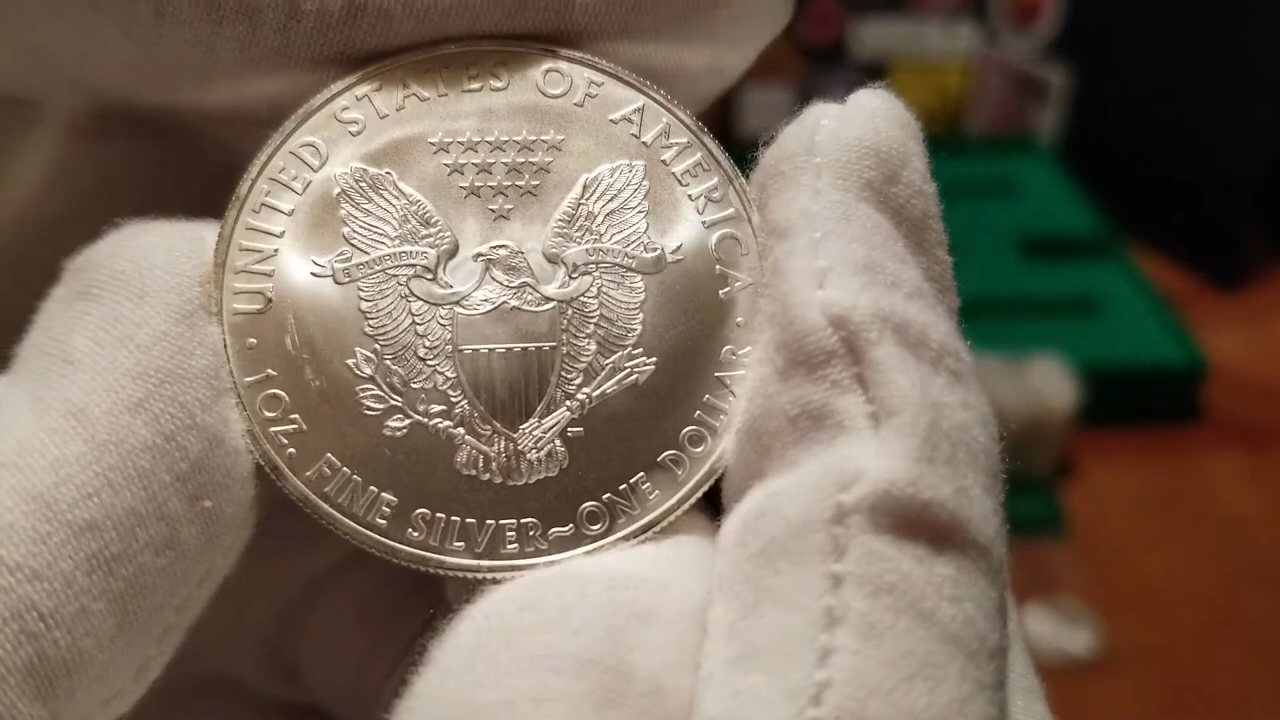 UNITED STATES OF AMERICA
E PLURIBUS UNUM
· 1 OZ. FINE SILVER~ONE DOLLAR ·